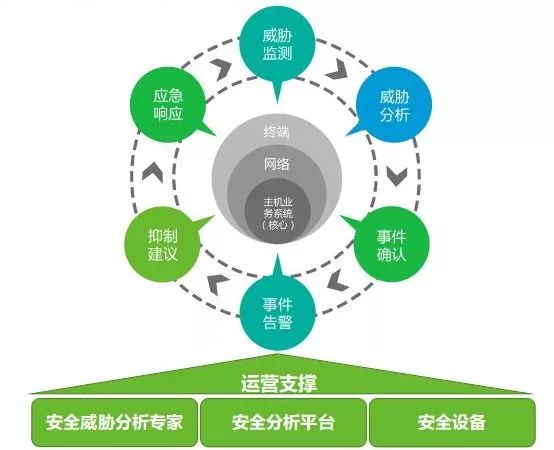 威胁
监测
威胁
分析
事件
确认
事件
告警
抑制
建议
应急
响应
终端
网络
主机业
务系统
（核心）
运营支撑
安全威胁分析专家
安全分析平台
安全设备